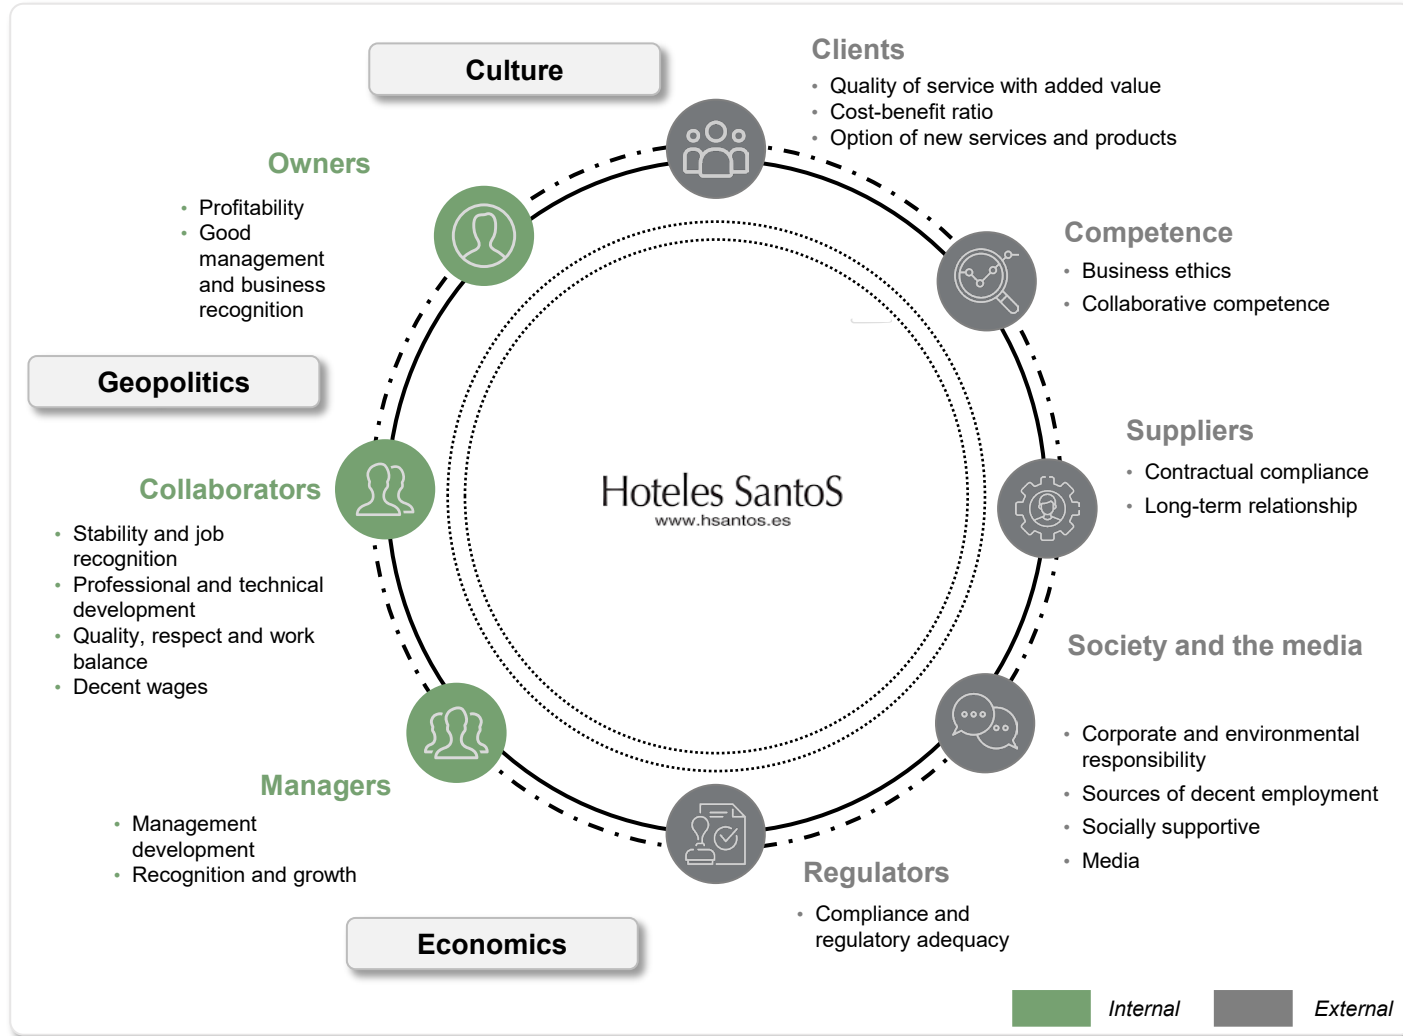 Culture
Clients
• Quality of service with added value
• Cost-benefit ratio
• Option of new services and products
Owners
• Profitability
• Good
management
and business
recognition
Competence
• Business ethics
• Collaborative competence
Geopolitics
Suppliers
• Contractual compliance
• Long-term relationship
Collaborators
• Stability and job
recognition
• Professional and technical
development
• Quality, respect and work
balance
• Decent wages
Hoteles SantoS
www.hsantos.es
Society and the media
• Corporate and environmental
responsibility
• Sources of decent employment
• Socially supportive
• Media
Managers
• Management
development
• Recognition and growth
Regulators
• Compliance and
regulatory adequacy
Economics
Internal
External